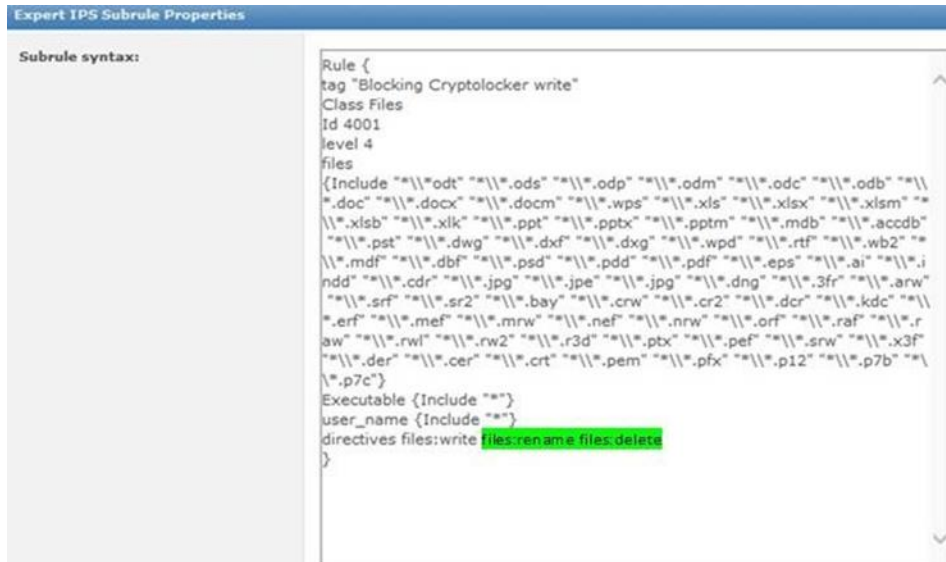 Expert IPS Subrule Properties
Subrule syntax:
Rule {
tag "Blocking Cryptolocker write"
Class Files
Id 4001
level 4
files
{Include "*\\*odt" "*\\*.ods" "*\\*.odp" "*\\*.odm" "*\\*.odc" "*\\*.odb" "*\\
*.doc" "*\\*.docx" "*\\*.docm" "*\\*.wps" "*\\*.xls" "*\\*.xlsx" "*\\*.xlsm" "*
\\*.xlsb" "*\\*.xlk" "*\\*.ppt" "*\\*.pptx" "*\\*.pptm" "*\\*.mdb" "*\\*.accdb"
"*\\*.pst" "*\\*.dwg" "*\\*.dxf" "*\\*.dxg" "*\\*.wpd" "*\\*.rtf" "*\\*.wb2" "*
\\*.mdf" "*\\*.dbf" "*\\*.psd" "*\\*.pdd" "*\\*.pdf" "*\\*.eps" "*\\*.ai" "*\\*.i
ndd" "*\\*.cdr" "*\\*.jpg" "*\\*.jpe" "*\\*.jpg" "*\\*.dng" "*\\*.3fr" "*\\*.arw"
"*\\*.srf" "*\\*.sr2" "*\\*.bay" "*\\*.crw" "*\\*.cr2" "*\\*.dcr" "*\\*.kdc" "*\\
*.erf" "*\\*.mef" "*\\*.mrw" "*\\*.nef" "*\\*.nrw" "*\\*.orf" "*\\*.raf" "*\\*.r
aw" "*\\*.rwl" "*\\*.rw2" "*\\*.r3d" "*\\*.ptx" "*\\*.pef" "*\\*.srw" "*\\*.x3f"
"*\\*.der" "*\\*.cer" "*\\*.crt" "*\\*.pem" "*\\*.pfx" "*\\*.p12" "*\\*.p7b" "*\
\*.p7c"}
Executable {Include "*"}
user_name {Include "*"}
directives files:write files:rename files:delete
}